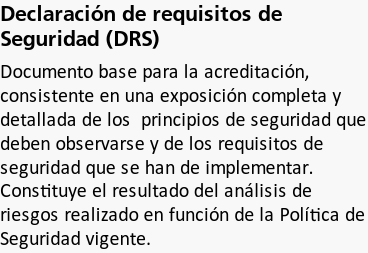 Declaración de requisitos de
Seguridad (DRS)
Documento base para la acreditación,
consistente en una exposición completa y
detallada de los  principios de seguridad que
deben observarse y de los requisitos de
seguridad que se han de implementar.
Constituye el resultado del análisis de
riesgos realizado en función de la Política de
Seguridad vigente.